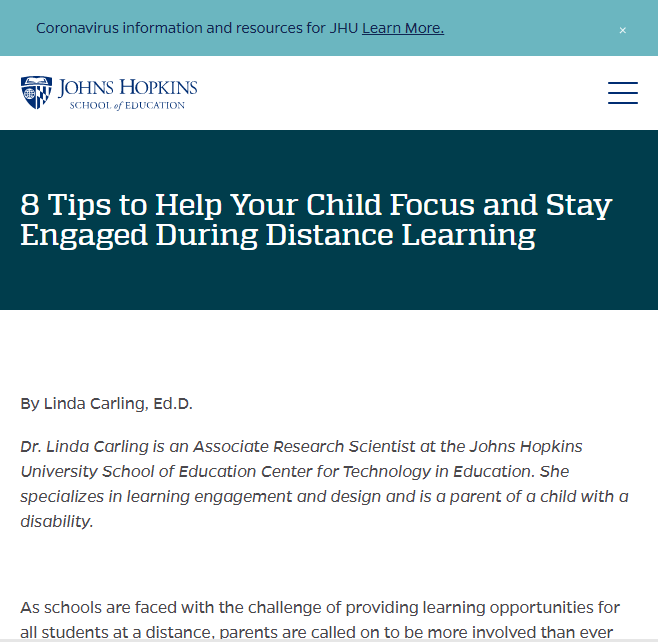 Coronavirus information and resources for JHU Learn More.
×
JOHNS HOPKINS
SCHOOL of EDUCATION
8 Tips to Help Your Child Focus and Stay
Engaged During Distance Learning
By Linda Carling, Ed.D.
Dr. Linda Carling is an Associate Research Scientist at the Johns Hopkins
University School of Education Center for Technology in Education. She
specializes in learning engagement and design and is a parent of a child with a
disability.
As schools are faced with the challenge of providing learning opportunities for
all students at a distance, parents are called on to be more involved than ever